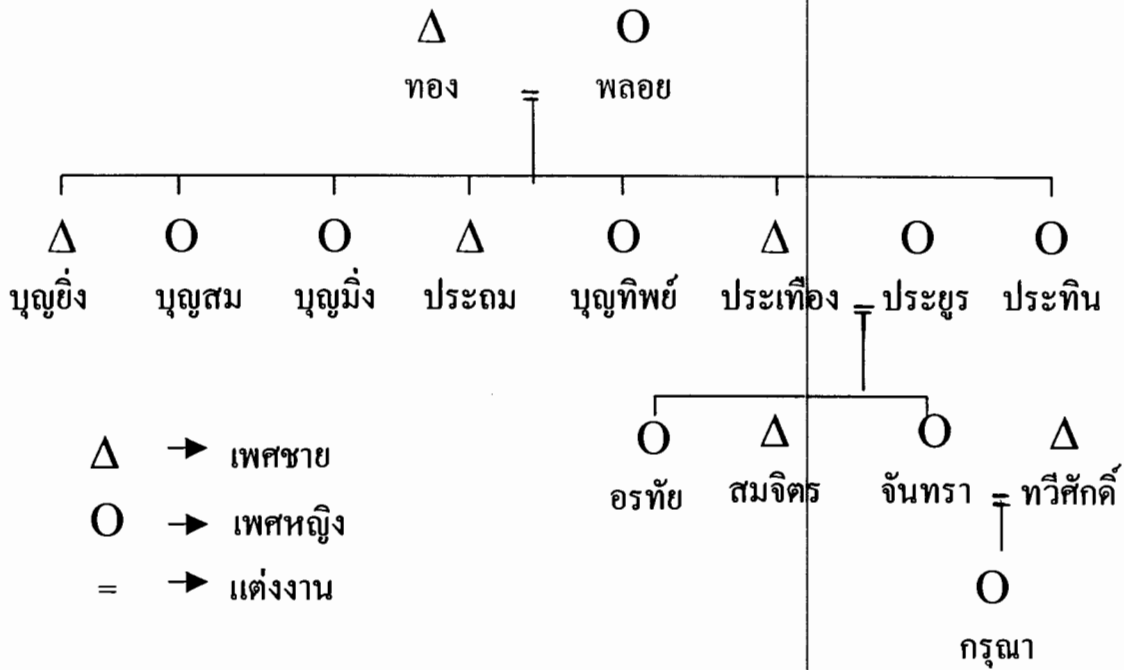 Δ O
ทอง = พลอย
Δ O O Δ O Δ O O
บุญยิ่ง บุญสม บุญมิ่ง ประถม บุญทิพย์ ประเทือง = ประยูร ประทิน
O Δ O Δ
อรทัย สมจิตร จันทรา = ทวีศักดิ์
O
กรุณา
Δ → เพศชาย
O → เพศหญิง
= → แต่งงาน